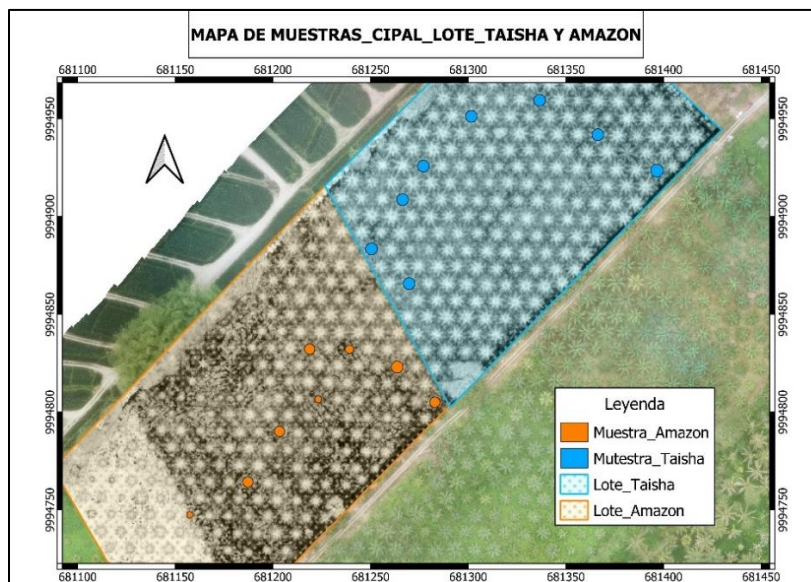 MAPA DE MUESTRAS_CIPAL_LOTE_TAISHA Y AMAZON
681100 681150 681200 681250 681300 681350 681400 681450
9994950 9994950
9994900 9994900
9994850 9994850
9994800 9994800
9994750 9994750
Leyenda
Muestra_Amazon
Mutestra_Taisha
Lote_Taisha
Lote_Amazon
681100 681150 681200 681250 681300 681350 681400 681450